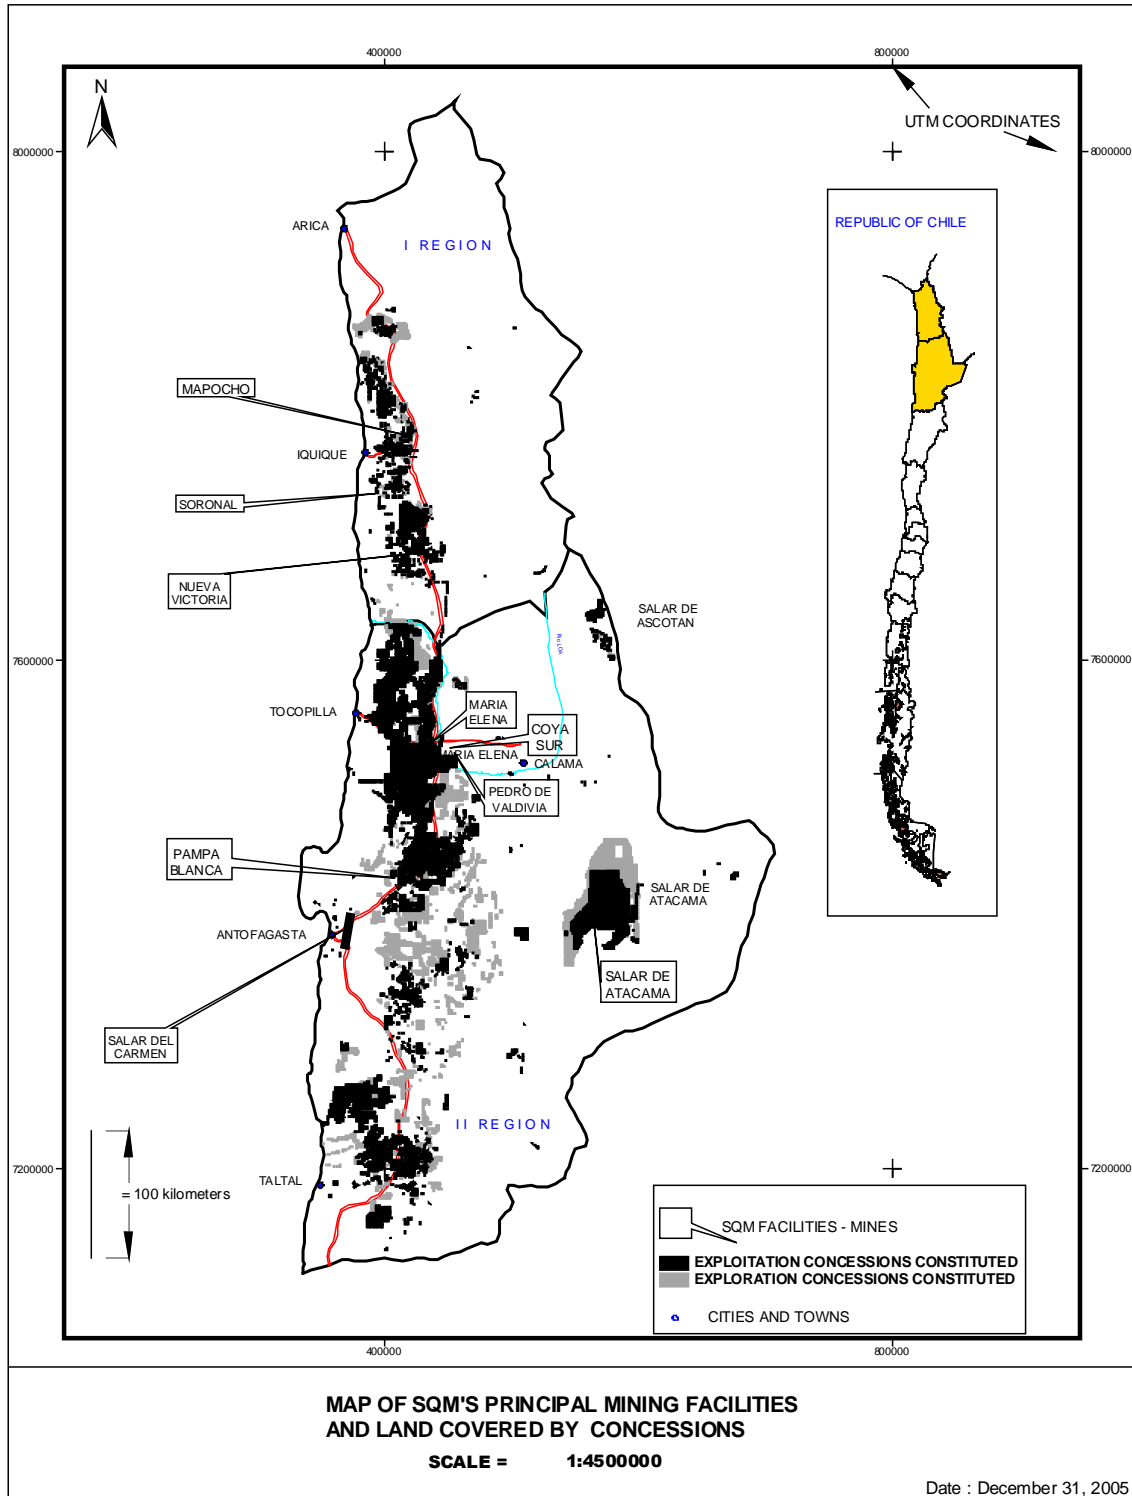 400000
800000
N
UTM COORDINATES
8000000
8000000
REPUBLIC OF CHILE
ARICA
I REGION
MAPOCHO
IQUIQUE
SORONAL
NUEVA
VICTORIA
SALAR DE
ASCOTAN
Rio LOA
7600000
7600000
TOCOPILLA
MARIA
ELENA
COYA
SUR
MARIA ELENA
CALAMA
PEDRO DE
VALDIVIA
PAMPA
BLANCA
SALAR DE
ATACAMA
ANTOFAGASTA
SALAR DE
ATACAMA
SALAR DEL
CARMEN
II REGION
7200000
7200000
TALTAL
= 100 kilometers
SQM FACILITIES - MINES
EXPLOITATION CONCESSIONS CONSTITUTED
EXPLORATION CONCESSIONS CONSTITUTED
CITIES AND TOWNS
400000
800000
MAP OF SQM'S PRINCIPAL MINING FACILITIES
AND LAND COVERED BY CONCESSIONS
SCALE = 1:4500000
Date : December 31, 2005